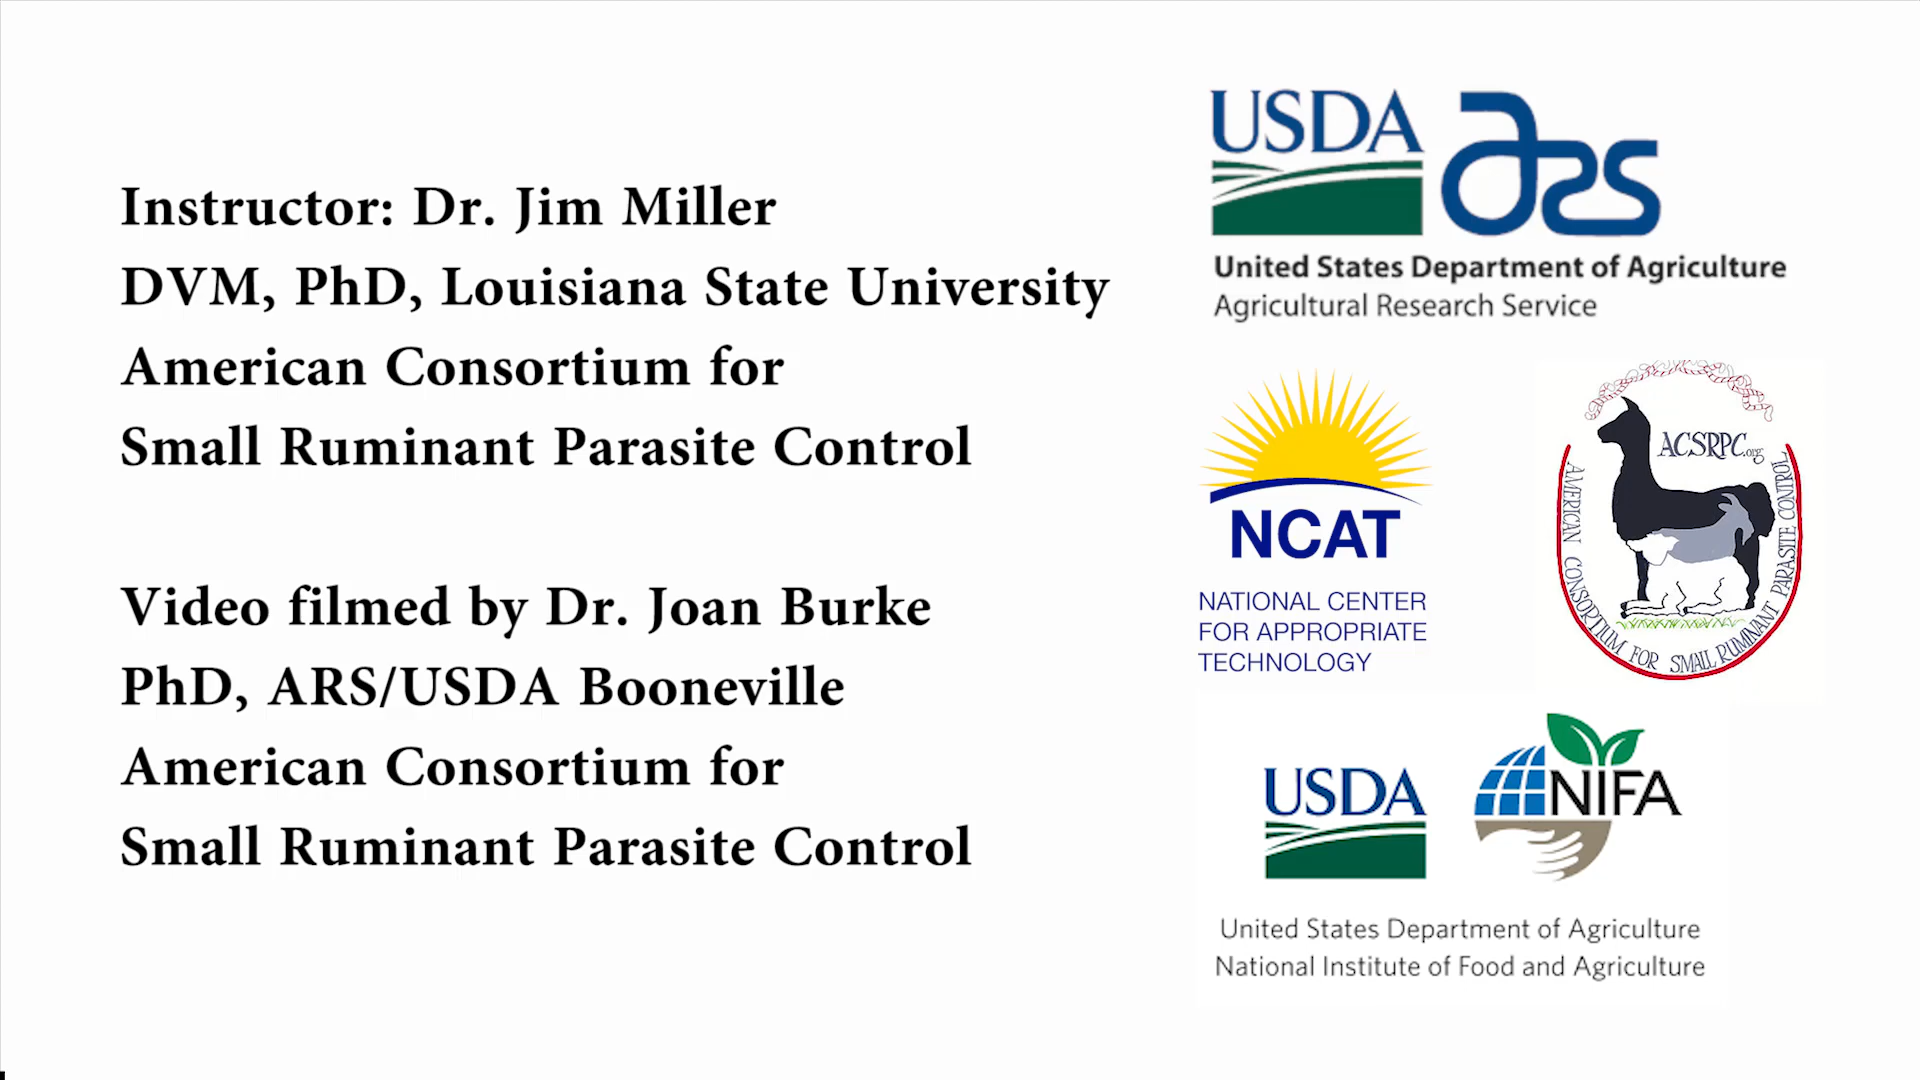 Instructor: Dr. Jim Miller
DVM, PhD, Louisiana State University
American Consortium for
Small Ruminant Parasite Control
Video filmed by Dr. Joan Burke
PhD, ARS/USDA Booneville
American Consortium for
Small Ruminant Parasite Control
USDA ars
United States Department of Agriculture
Agricultural Research Service
NCAT
NATIONAL CENTER
FOR APPROPRIATE
TECHNOLOGY
ACSRPC.org
AMERICAN CONSORTIUM FOR SMALL RUMINANT PARASITE CONTROL
USDA NIFA
United States Department of Agriculture
National Institute of Food and Agriculture